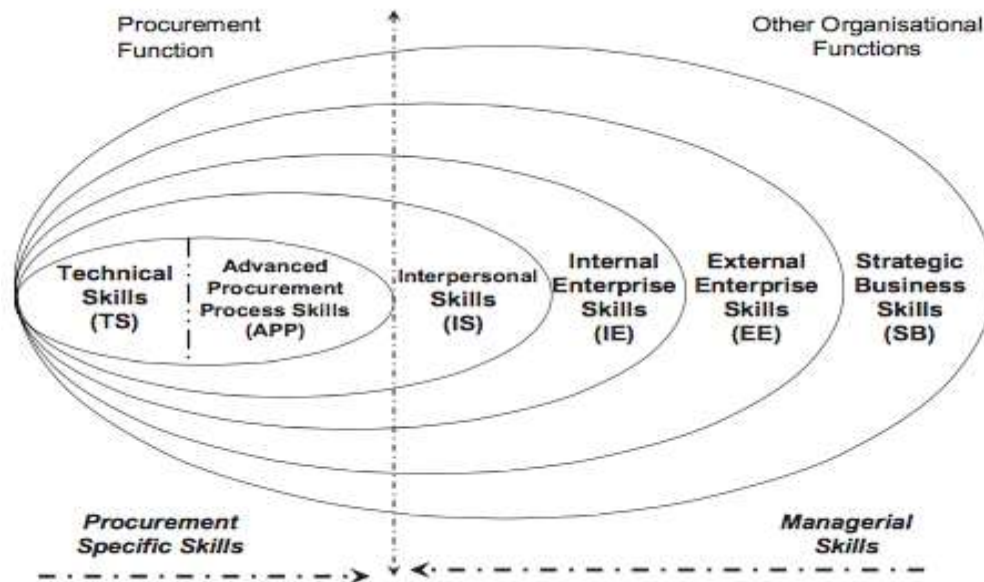 Procurement
Function
Other Organisational
Functions
Technical
Skills
(TS)
Advanced
Procurement
Process Skills
(APP)
Interpersonal
Skills
(IS)
Internal
Enterprise
Skills
(IE)
External
Enterprise
Skills
(EE)
Strategic
Business
Skills
(SB)
Procurement
Specific Skills
Managerial
Skills